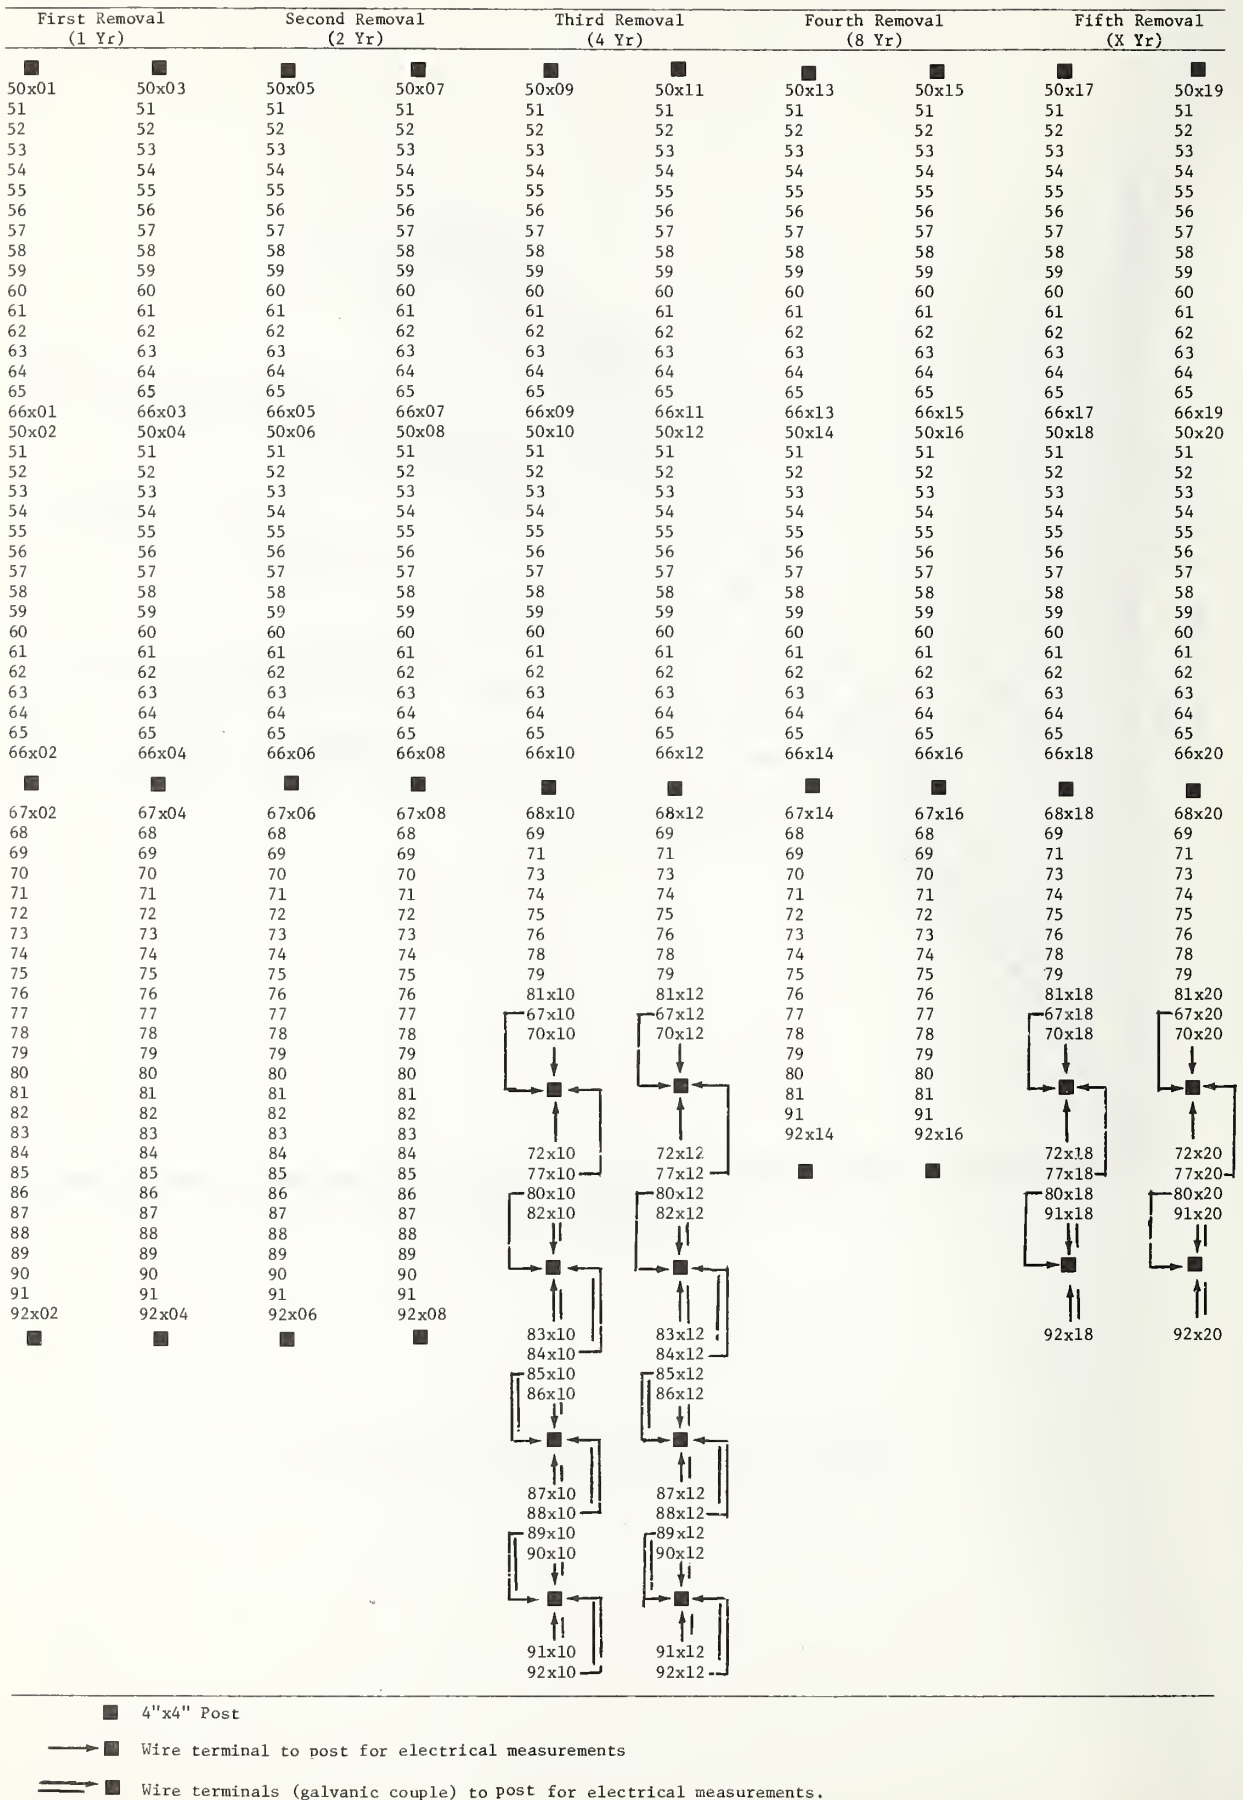 First Removal Second Removal Third Removal Fourth Removal Fifth Removal
(1 Yr) (2 Yr) (4 Yr) (8 Yr) (X Yr)
50x01 50x03 50x05 50x07 50x09 50x11 50x13 50x15 50x17 50x19
51 51 51 51 51 51 51 51 51 51
52 52 52 52 52 52 52 52 52 52
53 53 53 53 53 53 53 53 53 53
54 54 54 54 54 54 54 54 54 54
55 55 55 55 55 55 55 55 55 55
56 56 56 56 56 56 56 56 56 56
57 57 57 57 57 57 57 57 57 57
58 58 58 58 58 58 58 58 58 58
59 59 59 59 59 59 59 59 59 59
60 60 60 60 60 60 60 60 60 60
61 61 61 61 61 61 61 61 61 61
62 62 62 62 62 62 62 62 62 62
63 63 63 63 63 63 63 63 63 63
64 64 64 64 64 64 64 64 64 64
65 65 65 65 65 65 65 65 65 65
66x01 66x03 66x05 66x07 66x09 66x11 66x13 66x15 66x17 66x19
50x02 50x04 50x06 50x08 50x10 50x12 50x14 50x16 50x18 50x20
51 51 51 51 51 51 51 51 51 51
52 52 52 52 52 52 52 52 52 52
53 53 53 53 53 53 53 53 53 53
54 54 54 54 54 54 54 54 54 54
55 55 55 55 55 55 55 55 55 55
56 56 56 56 56 56 56 56 56 56
57 57 57 57 57 57 57 57 57 57
58 58 58 58 58 58 58 58 58 58
59 59 59 59 59 59 59 59 59 59
60 60 60 60 60 60 60 60 60 60
61 61 61 61 61 61 61 61 61 61
62 62 62 62 62 62 62 62 62 62
63 63 63 63 63 63 63 63 63 63
64 64 64 64 64 64 64 64 64 64
65 65 65 65 65 65 65 65 65 65
66x02 66x04 66x06 66x08 66x10 66x12 66x14 66x16 66x18 66x20
67x02 67x04 67x06 67x08 68x10 68x12 67x14 67x16 68x18 68x20
68 68 68 68 69 69 68 68 69 69
69 69 69 69 71 71 69 69 71 71
70 70 70 70 73 73 70 70 73 73
71 71 71 71 74 74 71 71 74 74
72 72 72 72 75 75 72 72 75 75
73 73 73 73 76 76 73 73 76 76
74 74 74 74 78 78 74 74 78 78
75 75 75 75 79 79 75 75 79 79
76 76 76 76 81x10 81x12 76 76 81x18 81x20
77 77 77 77 67x10 67x12 77 77 67x18 67x20
78 78 78 78 70x10 70x12 78 78 70x18 70x20
79 79 79 79 79 79
80 80 80 80 80 80
81 81 81 81 81 81
82 82 82 82 91 91
83 83 83 83 92x14 92x16
84 84 84 84 72x10 72x12 72x18 72x20
85 85 85 85 77x10 77x12 77x18 77x20
86 86 86 86 80x10 80x12 80x18 80x20
87 87 87 87 82x10 82x12 91x18 91x20
88 88 88 88
89 89 89 89
90 90 90 90
91 91 91 91
92x02 92x04 92x06 92x08
83x10 83x12 92x18 92x20
84x10 84x12
85x10 85x12
86x10 86x12
87x10 87x12
88x10 88x12
89x10 89x12
90x10 90x12
91x10 91x12
92x10 92x12
4"x4" Post
Wire terminal to post for electrical measurements
Wire terminals (galvanic couple) to post for electrical measurements.